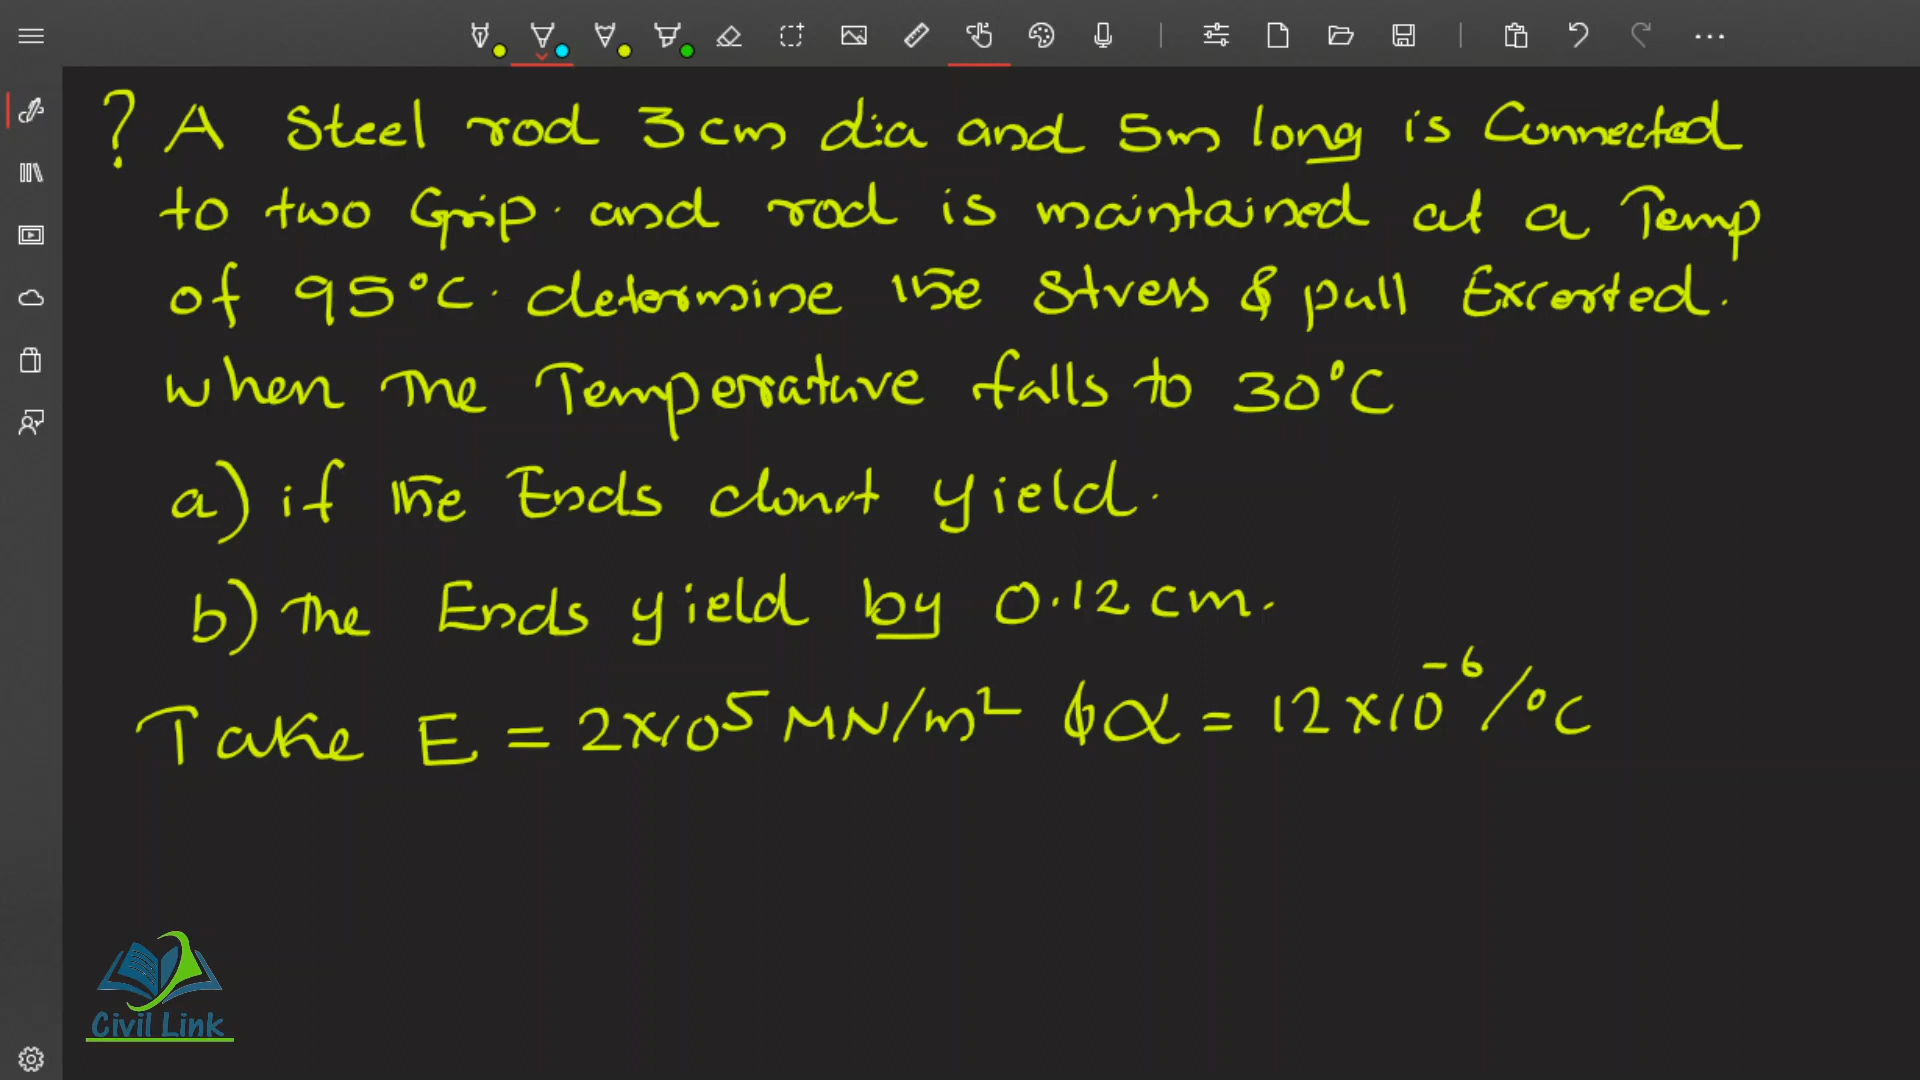 ? A Steel rod 3cm dia and 5m long is Connected
to two Grip. and rod is maintained at a Temp
of 95°C. determine the Stress & pull Excerted.
when the Temperature falls to 30°C
a) if the Ends donot yield.
b) The Ends yield by 0.12 cm.
Take E = 2×10⁵ MN/m² & α = 12×10⁻⁶/°C
Civil Link